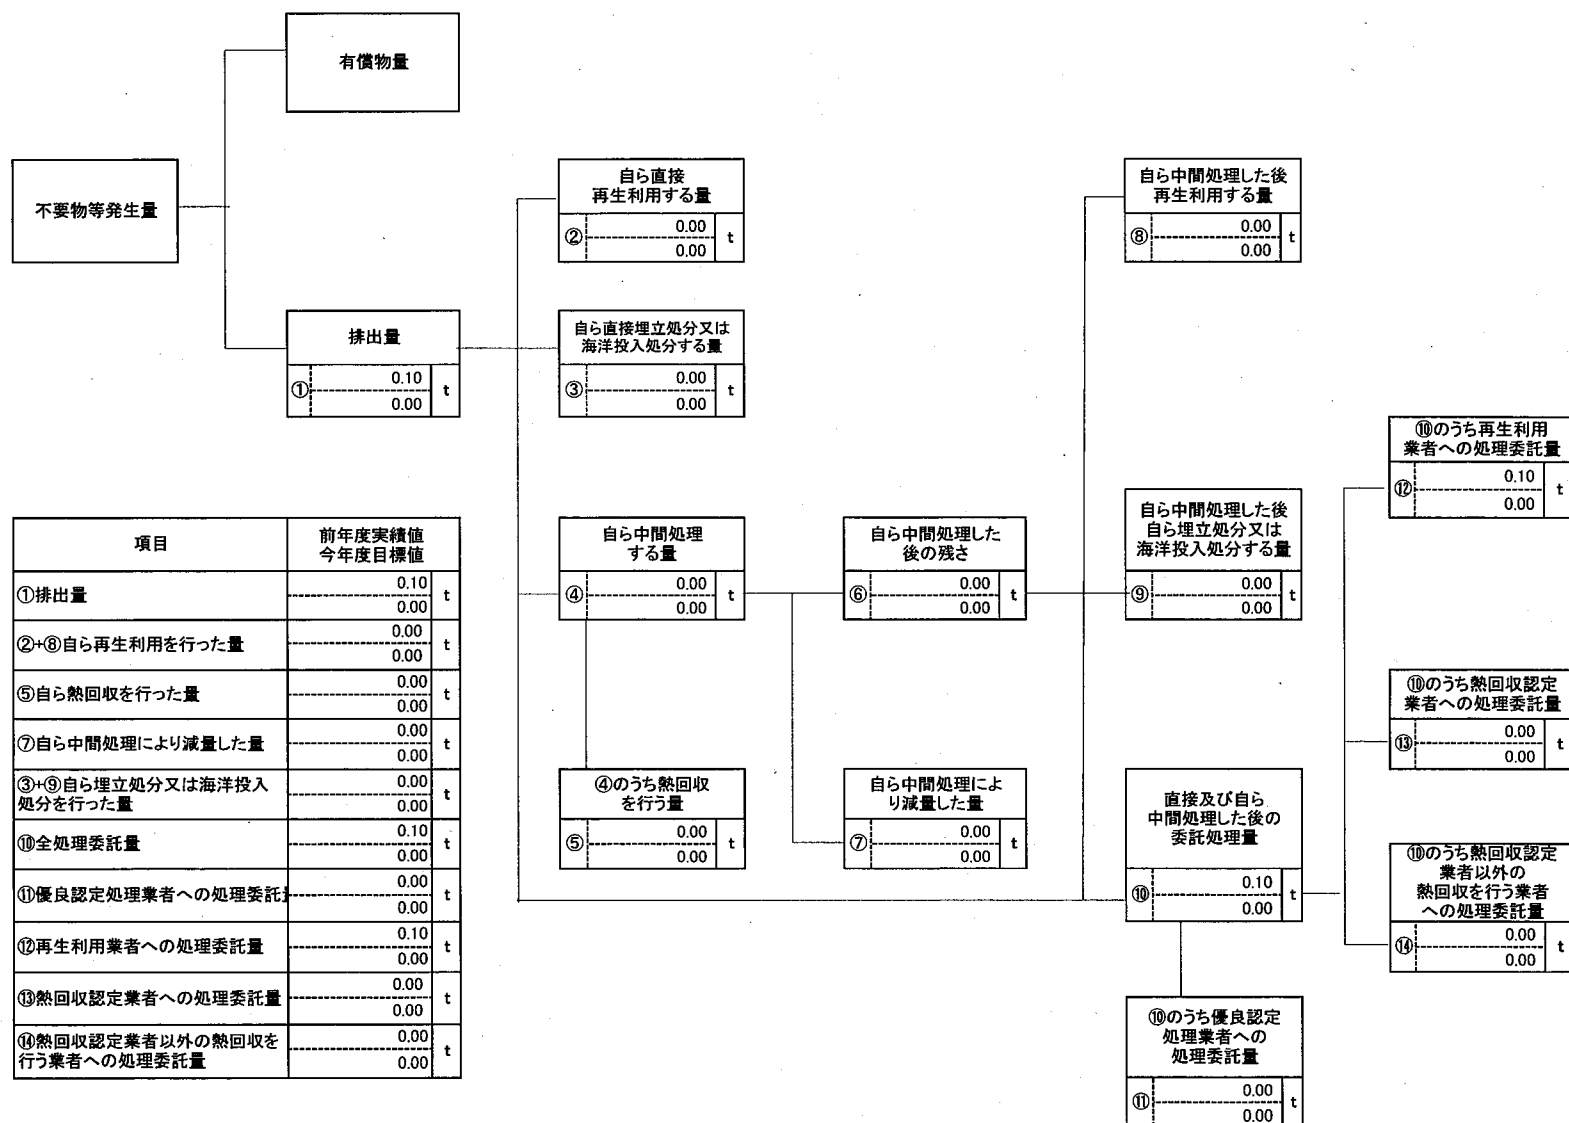 有償物量
不要物等発生量
排出量
① 0.10 t
0.00
自ら直接
再生利用する量
② 0.00 t
0.00
自ら直接埋立処分又は
海洋投入処分する量
③ 0.00 t
0.00
自ら中間処理
する量
④ 0.00 t
0.00
④のうち熱回収
を行う量
⑤ 0.00 t
0.00
自ら中間処理した
後の残さ
⑥ 0.00 t
0.00
自ら中間処理によ
り減量した量
⑦ 0.00 t
0.00
自ら中間処理した後
再生利用する量
⑧ 0.00 t
0.00
自ら中間処理した後
自ら埋立処分又は
海洋投入処分する量
⑨ 0.00 t
0.00
直接及び自ら
中間処理した後の
委託処理量
⑩ 0.10 t
0.00
⑩のうち優良認定
処理業者への
処理委託量
⑪ 0.00 t
0.00
⑩のうち再生利用
業者への処理委託量
⑫ 0.10 t
0.00
⑩のうち熱回収認定
業者への処理委託量
⑬ 0.00 t
0.00
⑩のうち熱回収認定
業者以外の
熱回収を行う業者
への処理委託量
⑭ 0.00 t
0.00
項目 前年度実績値
今年度目標値
①排出量 0.10 t
0.00
②+⑧自ら再生利用を行った量 0.00 t
0.00
⑤自ら熱回収を行った量 0.00 t
0.00
⑦自ら中間処理により減量した量 0.00 t
0.00
③+⑨自ら埋立処分又は海洋投入 0.00 t
処分を行った量 0.00
⑩全処理委託量 0.10 t
0.00
⑪優良認定処理業者への処理委託 0.00 t
0.00
⑫再生利用業者への処理委託量 0.10 t
0.00
⑬熱回収認定業者への処理委託量 0.00 t
0.00
⑭熱回収認定業者以外の熱回収を 0.00 t
行う業者への処理委託量 0.00